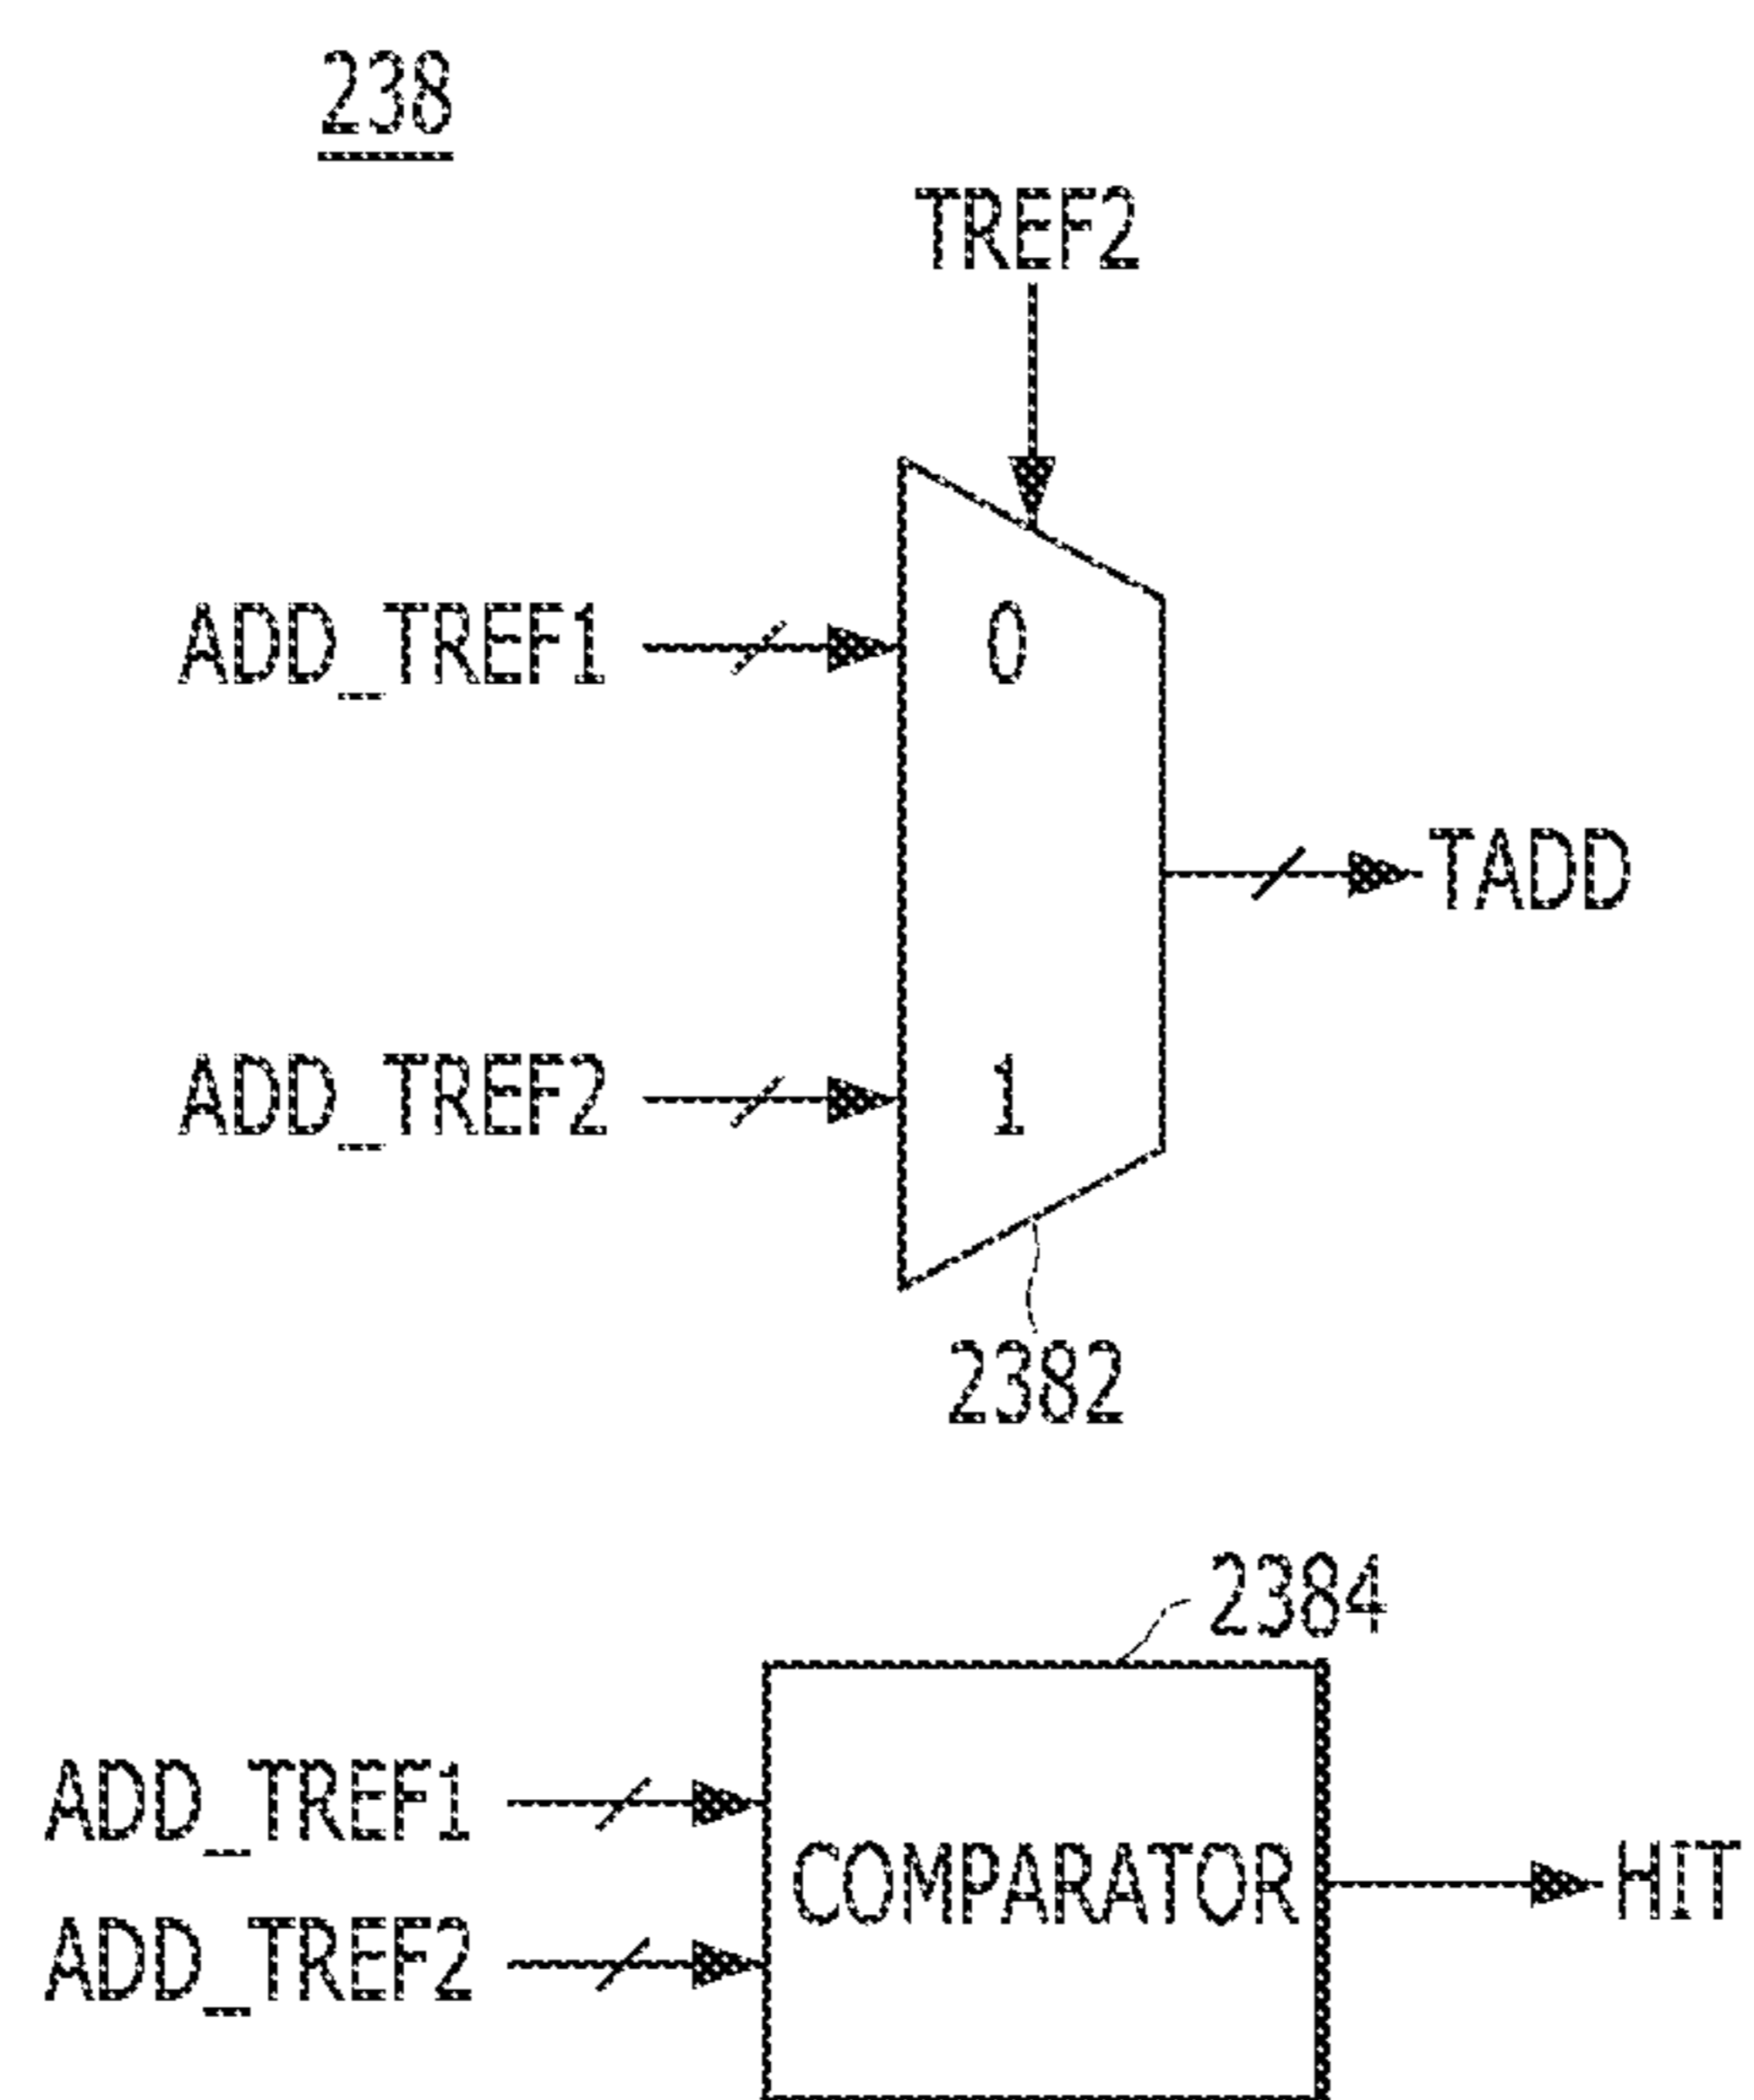 238
TREF2
ADD_TREF1
0
TADD
ADD_TREF2
1
2382
2384
ADD_TREF1
COMPARATOR
HIT
ADD_TREF2